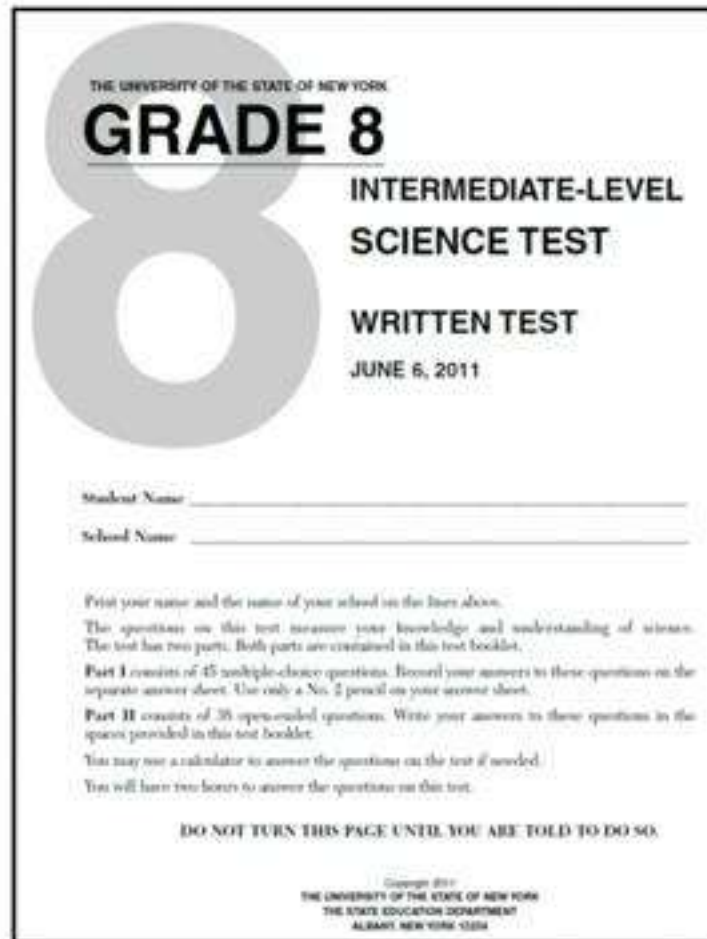 THE UNIVERSITY OF THE STATE OF NEW YORK
GRADE 8
INTERMEDIATE-LEVEL
SCIENCE TEST
WRITTEN TEST
JUNE 6, 2011
Student Name
School Name
Print your name and the name of your school on the lines above.
The questions on this test measure your knowledge and understanding of science.
The test has two parts. Both parts are contained in this test booklet.
Part I consists of 45 multiple-choice questions. Record your answers to these questions on the
separate answer sheet. Use only a No. 2 pencil on your answer sheet.
Part II consists of 38 open-ended questions. Write your answers to these questions in the
spaces provided in this test booklet.
You may use a calculator to answer the questions on the test if needed.
You will have two hours to answer the questions on this test.
DO NOT TURN THIS PAGE UNTIL YOU ARE TOLD TO DO SO.
Copyright 2011
THE UNIVERSITY OF THE STATE OF NEW YORK
THE STATE EDUCATION DEPARTMENT
ALBANY, NEW YORK 12234